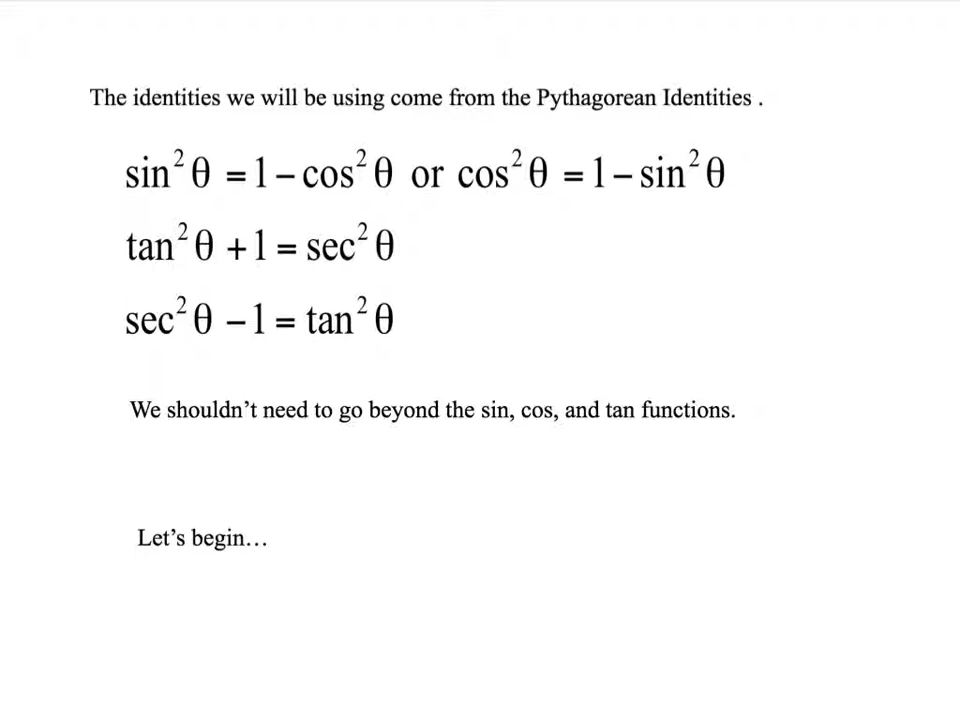 The identities we will be using come from the Pythagorean Identities .
sin²θ = 1 − cos²θ or cos²θ = 1 − sin²θ
tan²θ + 1 = sec²θ
sec²θ − 1 = tan²θ
We shouldn’t need to go beyond the sin, cos, and tan functions.
Let’s begin…